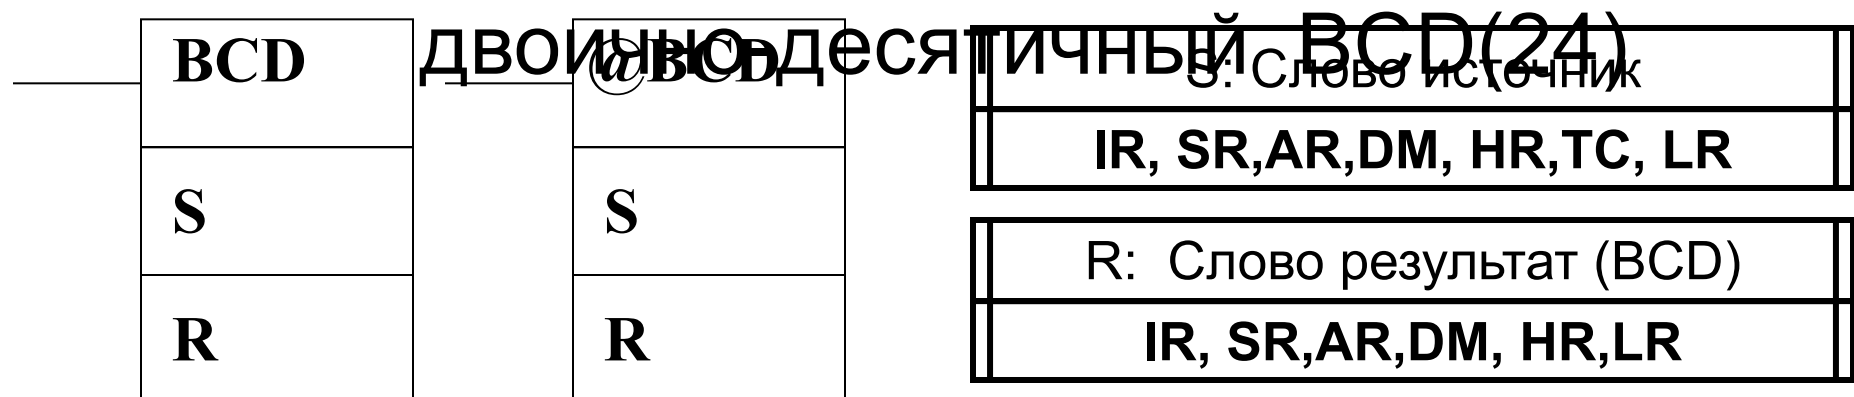 двоично-десятичный BCD(24)
BCD
S
R
@BCD
S
R
S: Слово источник
IR, SR,AR,DM, HR,TC, LR
R: Слово результат (BCD)
IR, SR,AR,DM, HR,LR